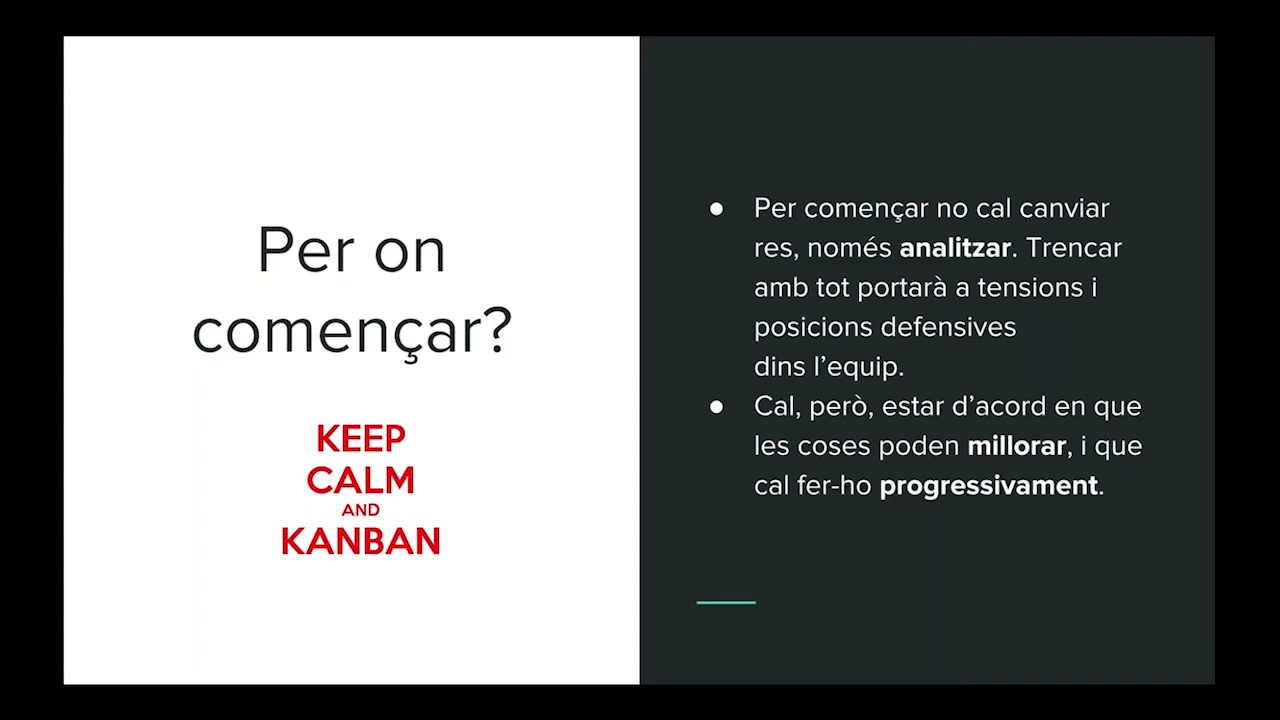 Per on
començar?
KEEP
CALM
AND
KANBAN
● Per començar no cal canviar
res, només analitzar. Trencar
amb tot portarà a tensions i
posicions defensives
dins l’equip.
● Cal, però, estar d’acord en que
les coses poden millorar, i que
cal fer-ho progressivament.